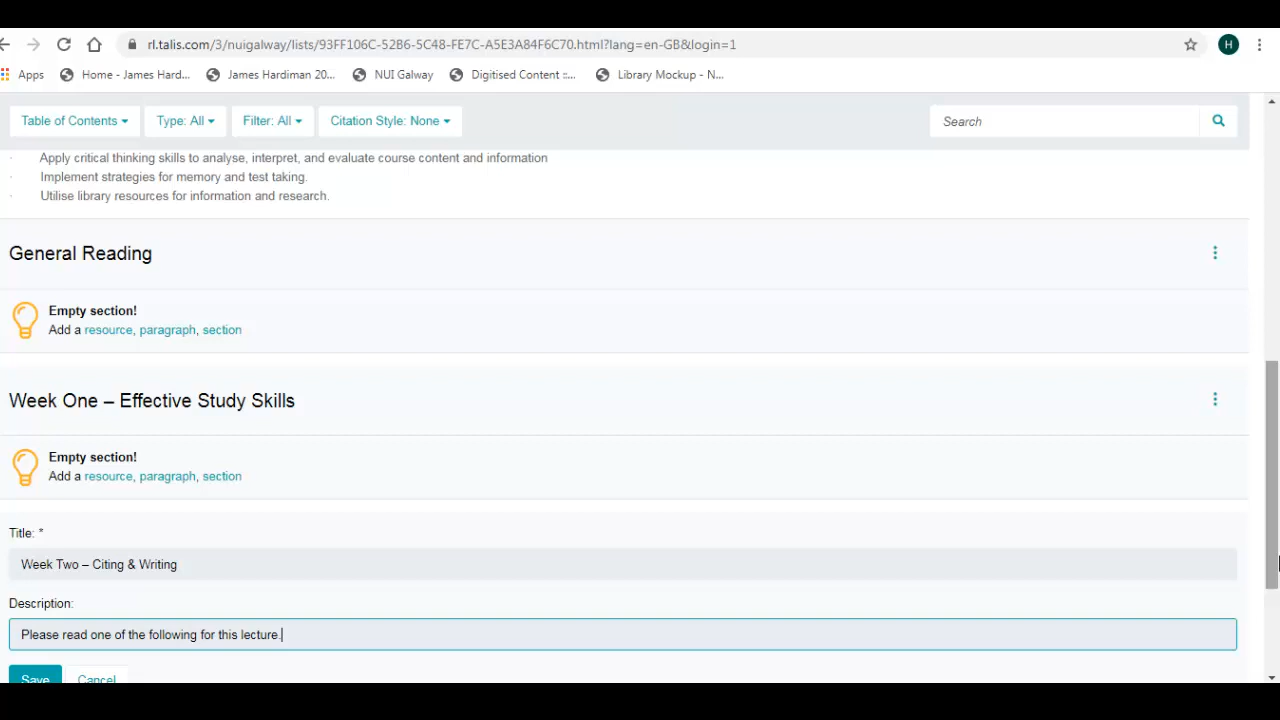 rl.talis.com/3/nuigalway/lists/93FF106C-52B6-5C48-FE7C-A5E3A84F6C70.html?lang=en-GB&login=1
H
Apps Home - James Hard... James Hardiman 20... NUI Galway Digitised Content ::... Library Mockup - N...
Table of Contents Type: All Filter: All Citation Style: None Search
· Apply critical thinking skills to analyse, interpret, and evaluate course content and information
· Implement strategies for memory and test taking.
· Utilise library resources for information and research.
General Reading
Empty section!
Add a resource, paragraph, section
Week One – Effective Study Skills
Empty section!
Add a resource, paragraph, section
Title: *
Week Two – Citing & Writing
Description:
Please read one of the following for this lecture.
Save Cancel